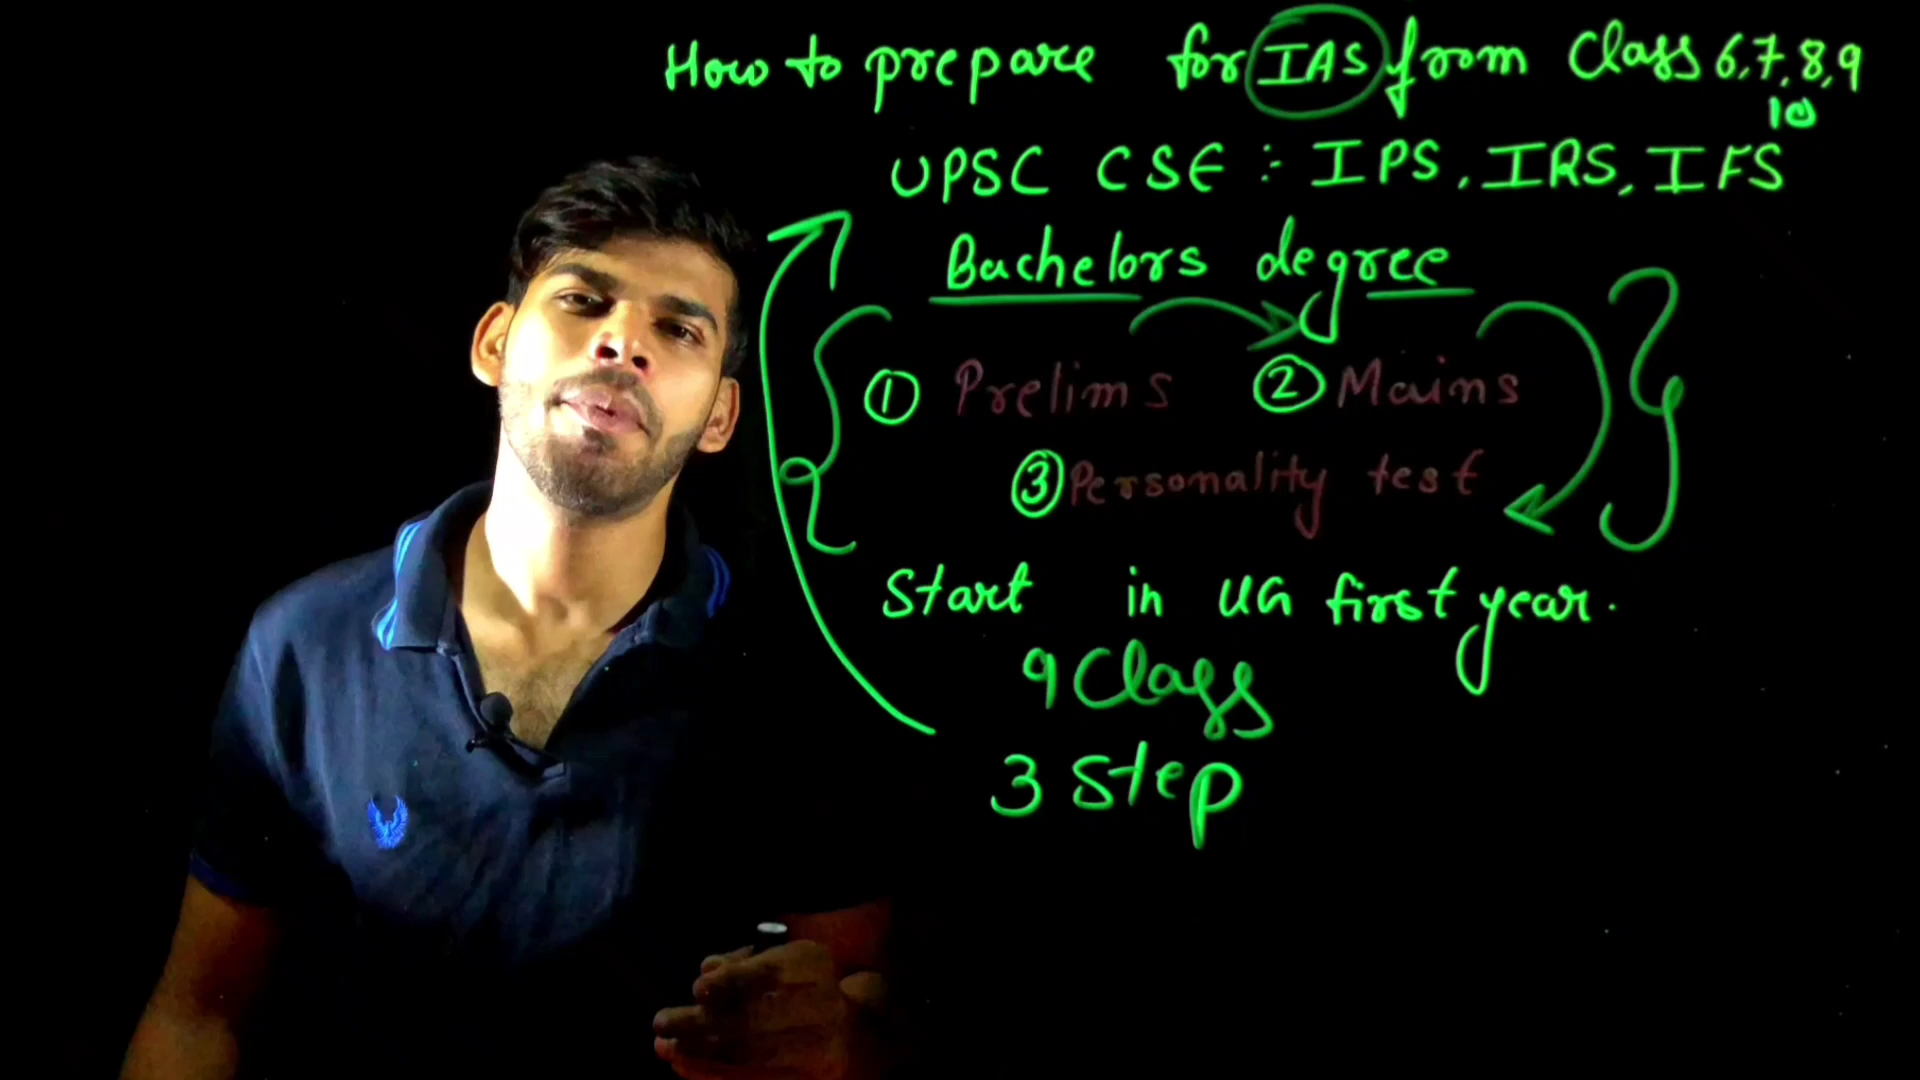 How to prepare for IAS from Class 6,7,8,9
10
UPSC CSE : IPS, IRS, IFS
Bachelors degree
1 Prelims 2 Mains
3 Personality test
Start in UG first year.
9 Class
3 Step